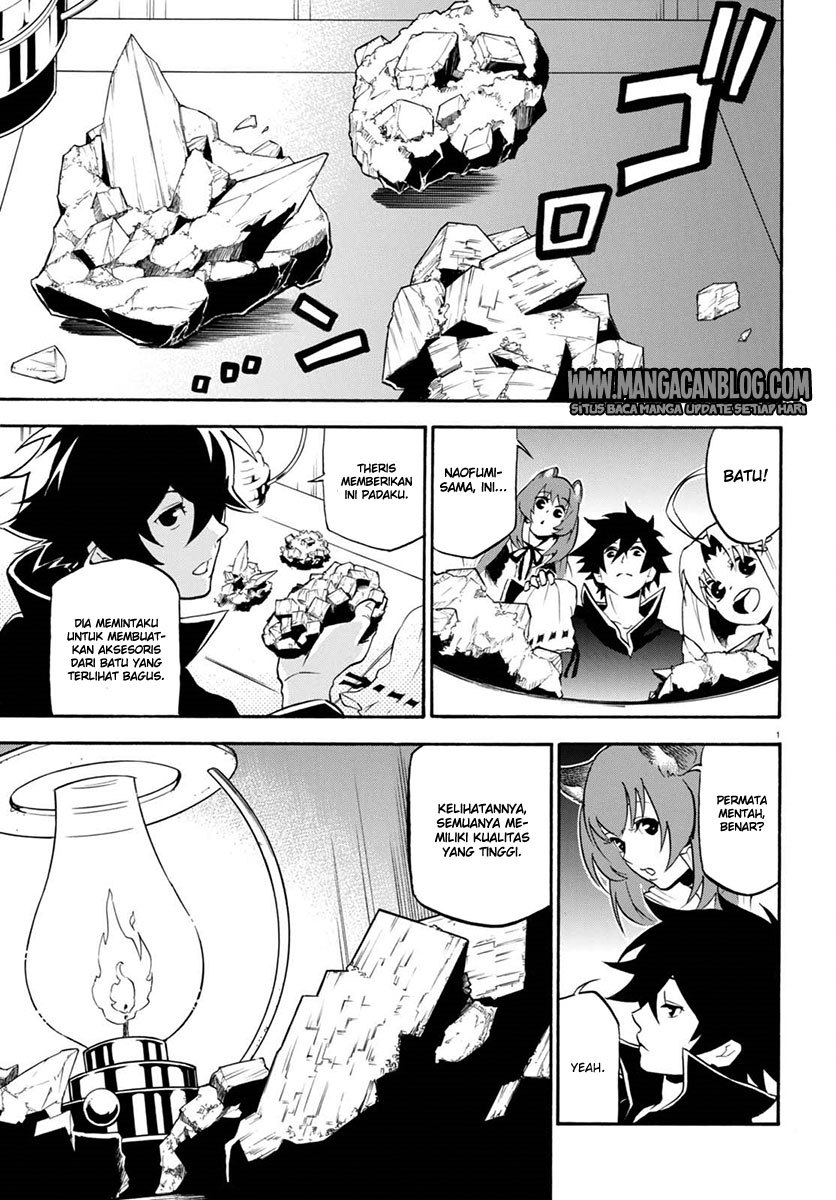 ゴロ
ゴロ
WWW.MANGACANBLOG.COM
SITUS BACA MANGA UPDATE SETIAP HARI
BATU!
NAOFUMI-
SAMA, INI...
THERIS
MEMBERIKAN
INI PADAKU.
DIA MEMINTAKU
UNTUK MEMBUAT-
KAN AKSESORIS
DARI BATU YANG
TERLIHAT BAGUS.
1
PERMATA
MENTAH,
BENAR?
YEAH.
KELIHATANNYA,
SEMUANYA ME-
MILIKI KUALITAS
YANG TINGGI.